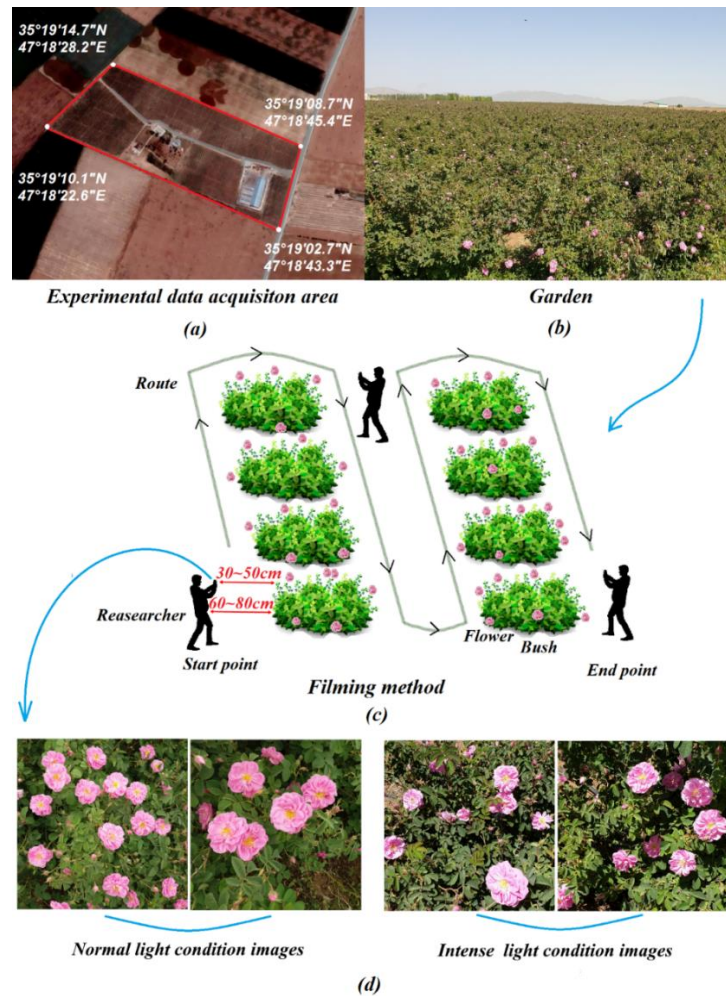 35°19'14.7"N
47°18'28.2"E
35°19'08.7"N
47°18'45.4"E
35°19'10.1"N
47°18'22.6"E
35°19'02.7"N
47°18'43.3"E
Experimental data acquisiton area
(a)
Garden
(b)
Route
30~50cm
60~80cm
Reasearcher
Start point
Flower
Bush
End point
Filming method
(c)
Normal light condition images
Intense light condition images
(d)